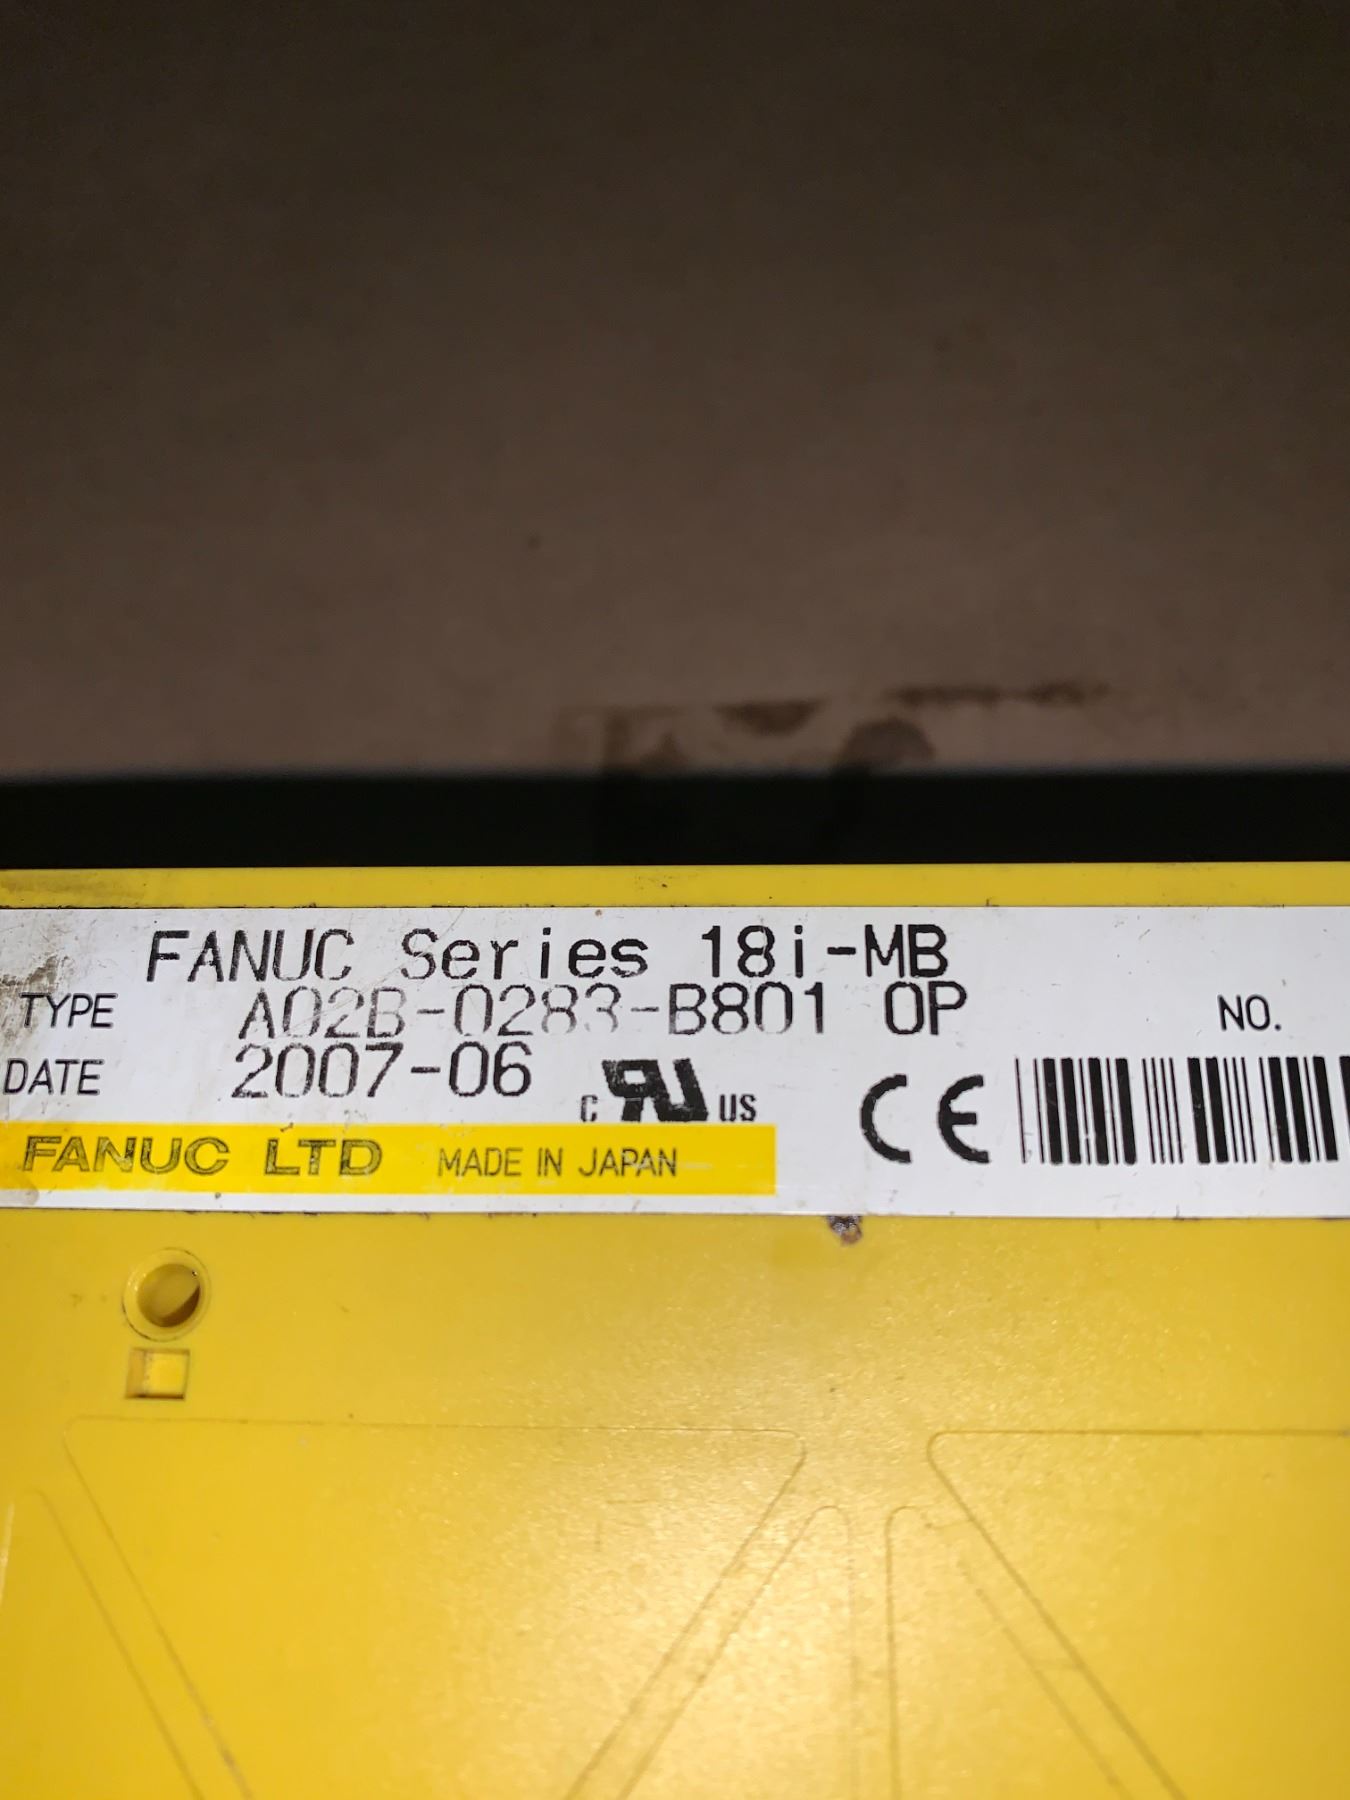 FANUC Series 18i-MB
TYPE A02B-0283-B801 OP NO.
DATE 2007-06
c RU US CE
FANUC LTD MADE IN JAPAN